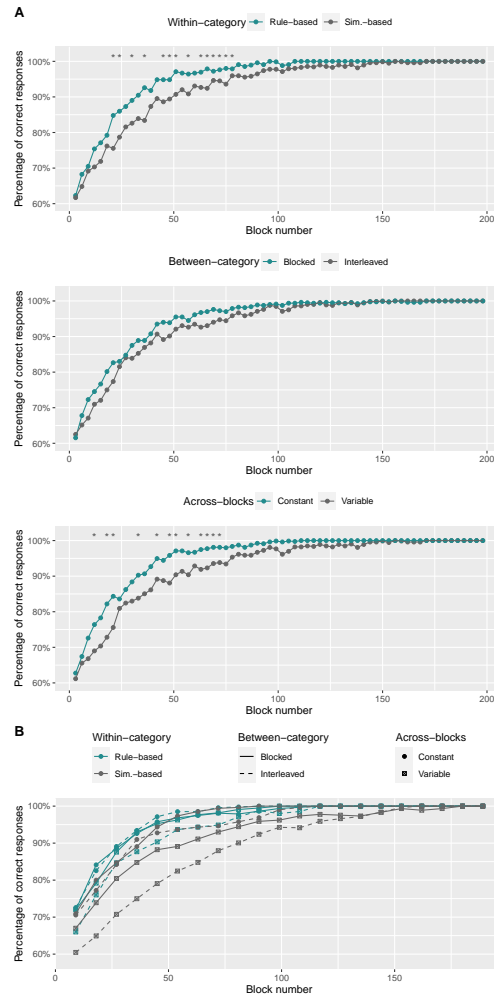 A
Within−category Rule−based Sim.−based
Percentage of correct responses
100%
90%
80%
70%
60%
* * * * * * * * * * * * * * * *
0 50 100 150 200
Block number
Between−category Blocked Interleaved
Percentage of correct responses
100%
90%
80%
70%
60%
0 50 100 150 200
Block number
Across−blocks Constant Variable
Percentage of correct responses
100%
90%
80%
70%
60%
* * * * * * * * * * * * *
0 50 100 150 200
Block number
B
Within−category Between−category Across−blocks
Rule−based Blocked Constant
Sim.−based Interleaved Variable
Percentage of correct responses
100%
90%
80%
70%
60%
0 50 100 150
Block number